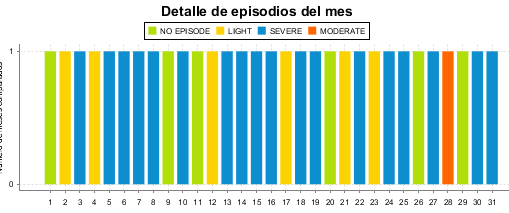 Detalle de episodios del mes
NO EPISODE LIGHT SEVERE MODERATE
1
0
1 2 3 4 5 6 7 8 9 10 11 12 13 14 15 16 17 18 19 20 21 22 23 24 25 26 27 28 29 30 31